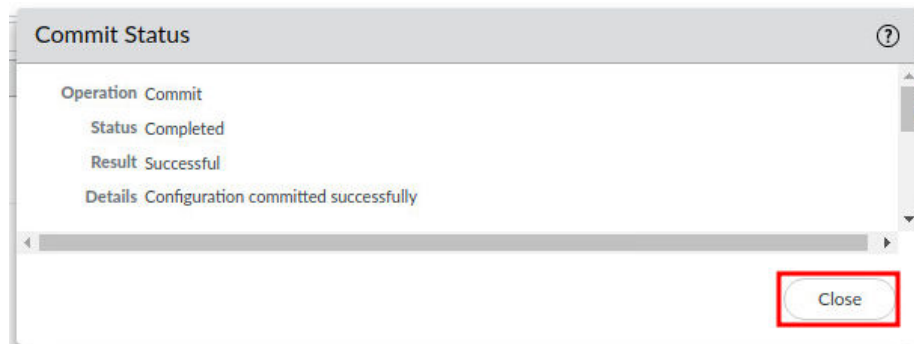 Commit Status
Operation Commit
Status Completed
Result Successful
Details Configuration committed successfully
Close